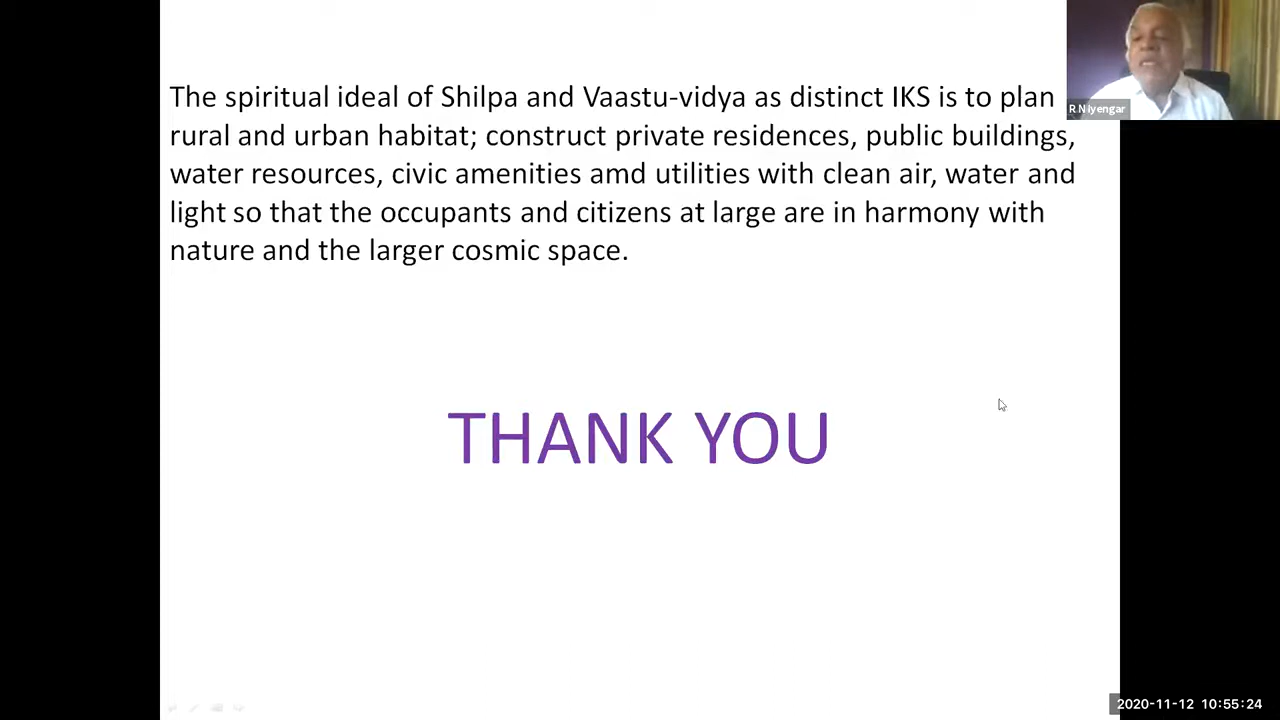 The spiritual ideal of Shilpa and Vaastu-vidya as distinct IKS is to plan
rural and urban habitat; construct private residences, public buildings,
water resources, civic amenities amd utilities with clean air, water and
light so that the occupants and citizens at large are in harmony with
nature and the larger cosmic space.
R N Iyengar
THANK YOU
2020-11-12 10:55:24